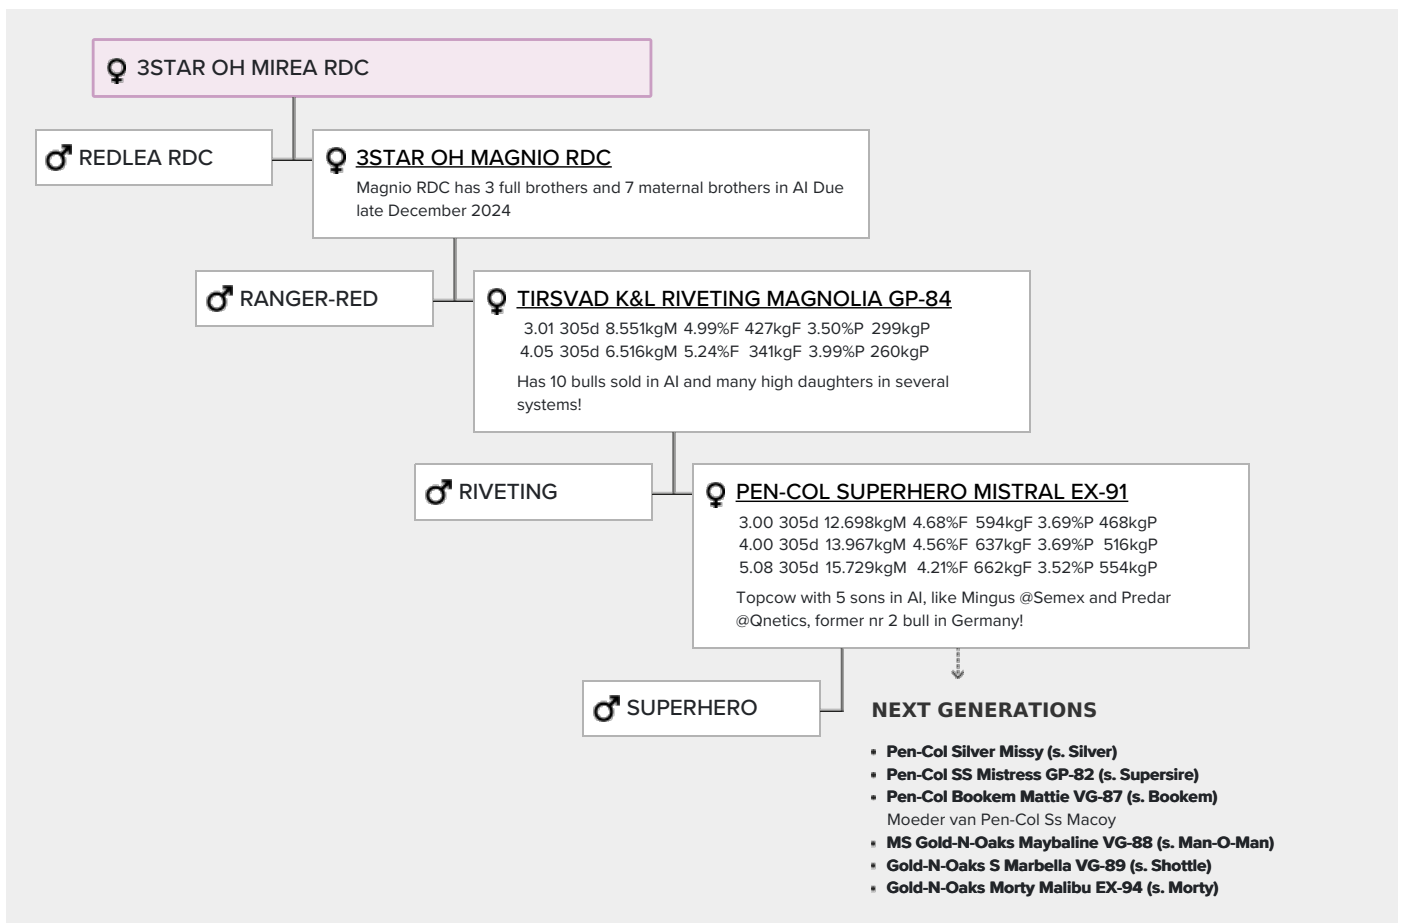 3STAR OH MIREA RDC
REDLEA RDC
3STAR OH MAGNIO RDC
Magnio RDC has 3 full brothers and 7 maternal brothers in AI Due
late December 2024
RANGER-RED
TIRSVAD K&L RIVETING MAGNOLIA GP-84
3.01 305d 8.551kgM 4.99%F 427kgF 3.50%P 299kgP
4.05 305d 6.516kgM 5.24%F 341kgF 3.99%P 260kgP
Has 10 bulls sold in AI and many high daughters in several
systems!
RIVETING
PEN-COL SUPERHERO MISTRAL EX-91
3.00 305d 12.698kgM 4.68%F 594kgF 3.69%P 468kgP
4.00 305d 13.967kgM 4.56%F 637kgF 3.69%P 516kgP
5.08 305d 15.729kgM 4.21%F 662kgF 3.52%P 554kgP
Topcow with 5 sons in AI, like Mingus @Semex and Predar
@Qnetics, former nr 2 bull in Germany!
SUPERHERO
NEXT GENERATIONS
Pen-Col Silver Missy (s. Silver)
Pen-Col SS Mistress GP-82 (s. Supersire)
Pen-Col Bookem Mattie VG-87 (s. Bookem)
Moeder van Pen-Col Ss Macoy
MS Gold-N-Oaks Maybaline VG-88 (s. Man-O-Man)
Gold-N-Oaks S Marbella VG-89 (s. Shottle)
Gold-N-Oaks Morty Malibu EX-94 (s. Morty)